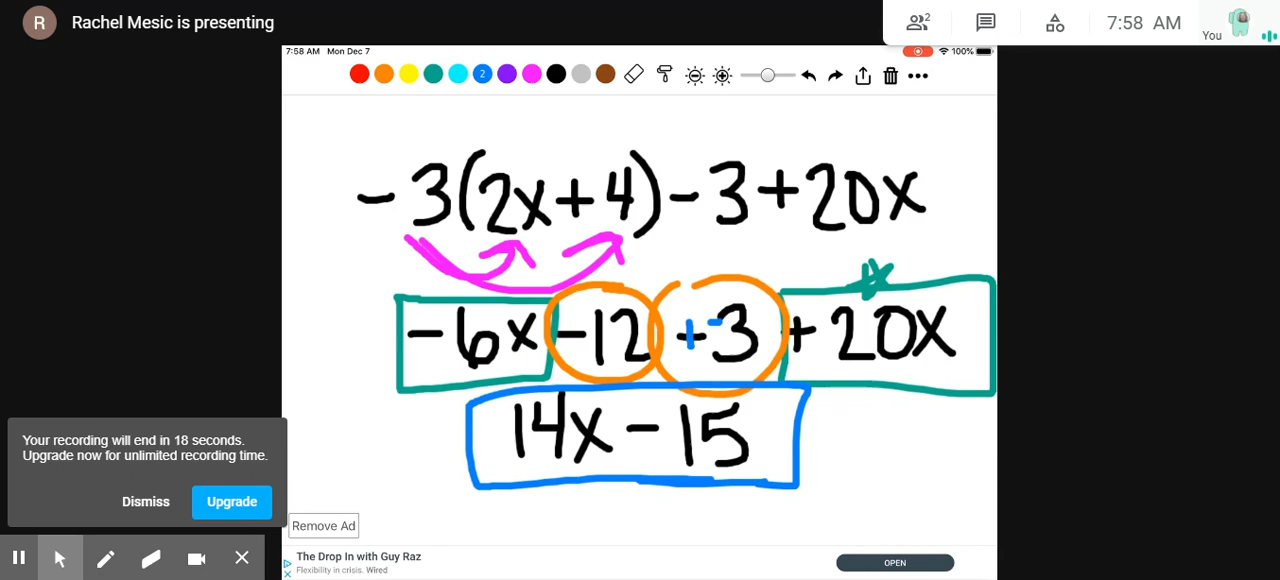 R Rachel Mesic is presenting
2 7:58 AM You
7:58 AM Mon Dec 7 100%
2
-3(2x+4)-3+20x
-6x -12 +-3 +20x
14x-15
Your recording will end in 18 seconds.
Upgrade now for unlimited recording time.
Dismiss Upgrade
Remove Ad
The Drop In with Guy Raz
Flexibility in crisis. Wired
OPEN